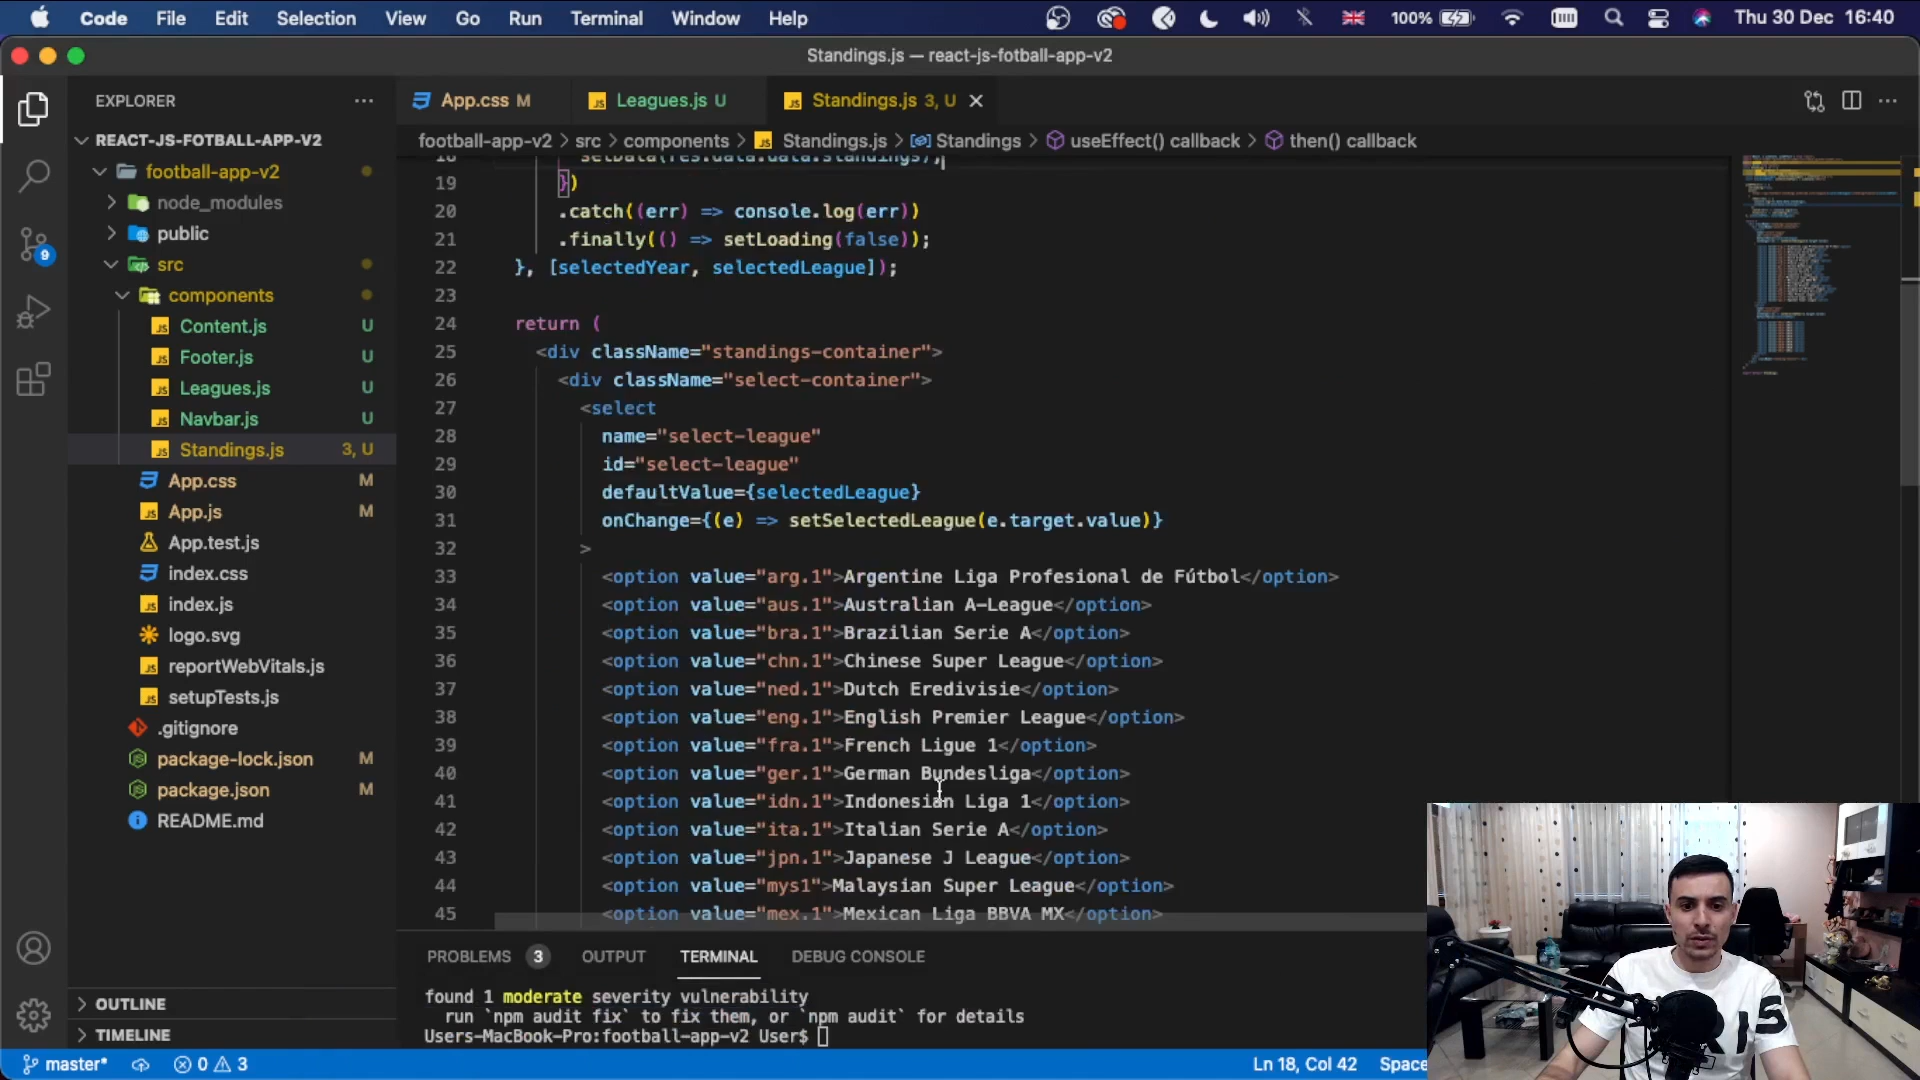 Code File Edit Selection View Go Run Terminal Window Help 100% Thu 30 Dec 16:40
Standings.js — react-js-fotball-app-v2
EXPLORER
App.css M
Leagues.js U
Standings.js 3, U
football-app-v2 > src > components > Standings.js > Standings > useEffect() callback > then() callback
REACT-JS-FOTBALL-APP-V2
football-app-v2
node_modules
public
src
components
Content.js U
Footer.js U
Leagues.js U
Navbar.js U
Standings.js 3, U
App.css M
App.js M
App.test.js
index.css
index.js
logo.svg
reportWebVitals.js
setupTests.js
.gitignore
package-lock.json M
package.json M
README.md
OUTLINE
TIMELINE
9
18 setData(res.data.data.standings);
19 })
20 .catch((err) => console.log(err))
21 .finally(() => setLoading(false));
22 }, [selectedYear, selectedLeague]);
23
24 return (
25 <div className="standings-container">
26 <div className="select-container">
27 <select
28 name="select-league"
29 id="select-league"
30 defaultValue={selectedLeague}
31 onChange={(e) => setSelectedLeague(e.target.value)}
32 >
33 <option value="arg.1">Argentine Liga Profesional de Fútbol</option>
34 <option value="aus.1">Australian A-League</option>
35 <option value="bra.1">Brazilian Serie A</option>
36 <option value="chn.1">Chinese Super League</option>
37 <option value="ned.1">Dutch Eredivisie</option>
38 <option value="eng.1">English Premier League</option>
39 <option value="fra.1">French Ligue 1</option>
40 <option value="ger.1">German Bundesliga</option>
41 <option value="idn.1">Indonesian Liga 1</option>
42 <option value="ita.1">Italian Serie A</option>
43 <option value="jpn.1">Japanese J League</option>
44 <option value="mys1">Malaysian Super League</option>
45 <option value="mex.1">Mexican Liga BBVA MX</option>
PROBLEMS 3 OUTPUT TERMINAL DEBUG CONSOLE
found 1 moderate severity vulnerability
run `npm audit fix` to fix them, or `npm audit` for details
Users-MacBook-Pro:football-app-v2 User$
master* 0 3 Ln 18, Col 42 Space